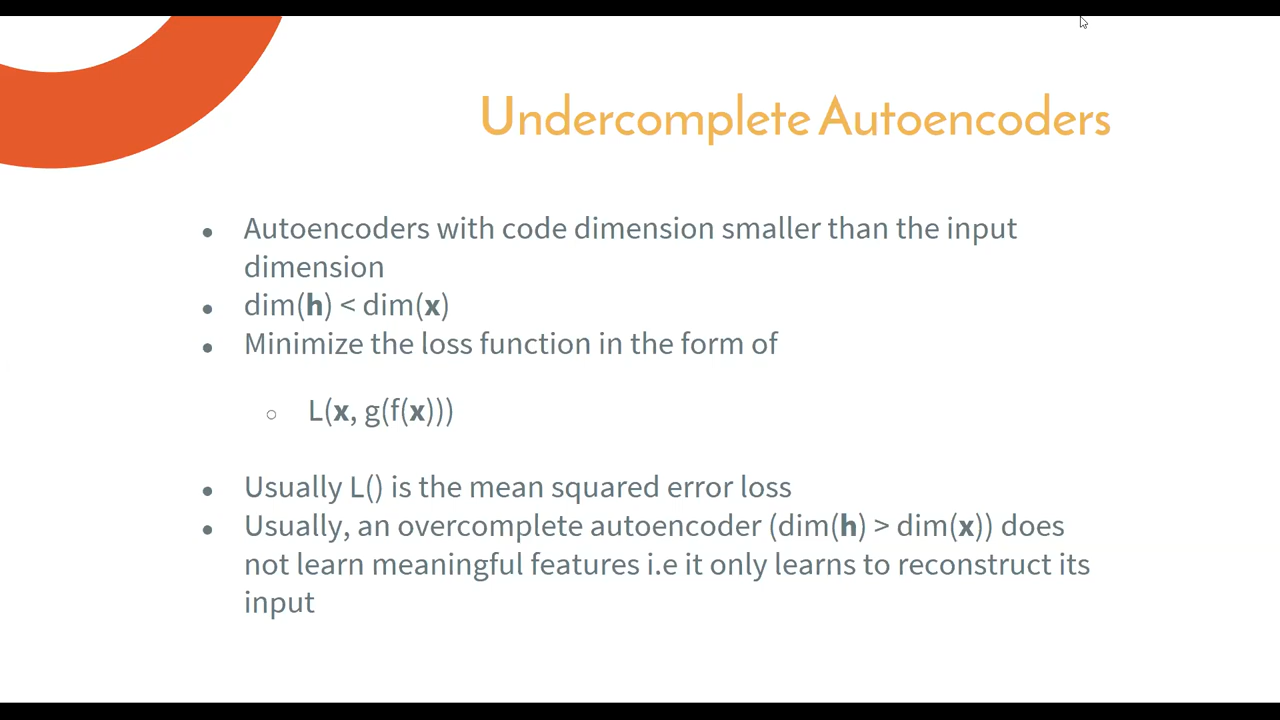 Undercomplete Autoencoders
● Autoencoders with code dimension smaller than the input
dimension
● dim(h) < dim(x)
● Minimize the loss function in the form of
○ L(x, g(f(x)))
● Usually L() is the mean squared error loss
● Usually, an overcomplete autoencoder (dim(h) > dim(x)) does
not learn meaningful features i.e it only learns to reconstruct its
input